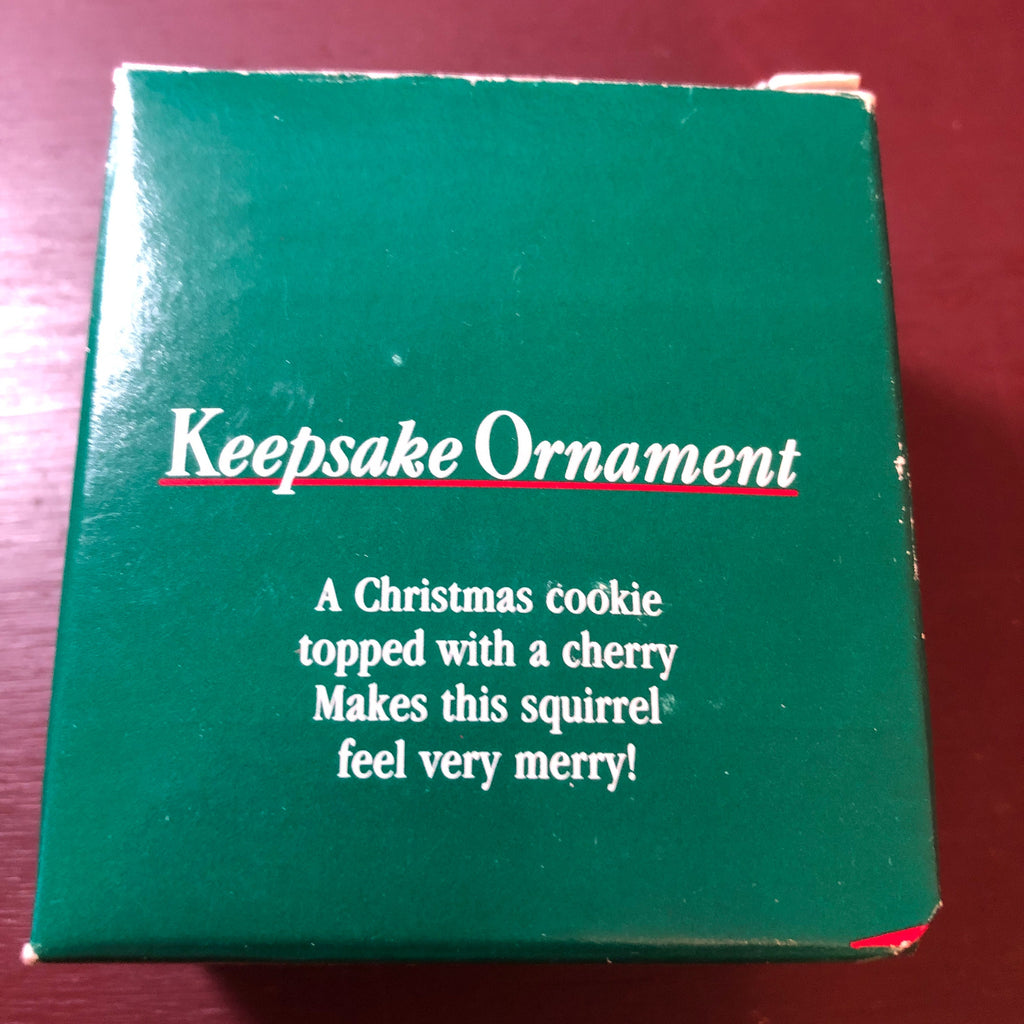 Keepsake Ornament
A Christmas cookie
topped with a cherry
Makes this squirrel
feel very merry!